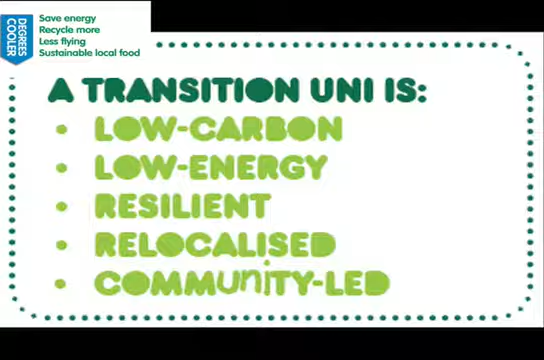 DEGREES
COOLER
Save energy
Recycle more
Less flying
Sustainable local food
A TRANSITION UNI IS:
• LOW-CARBON
• LOW-ENERGY
• RESILIENT
• RELOCALISED
• COMMUniTY-LED